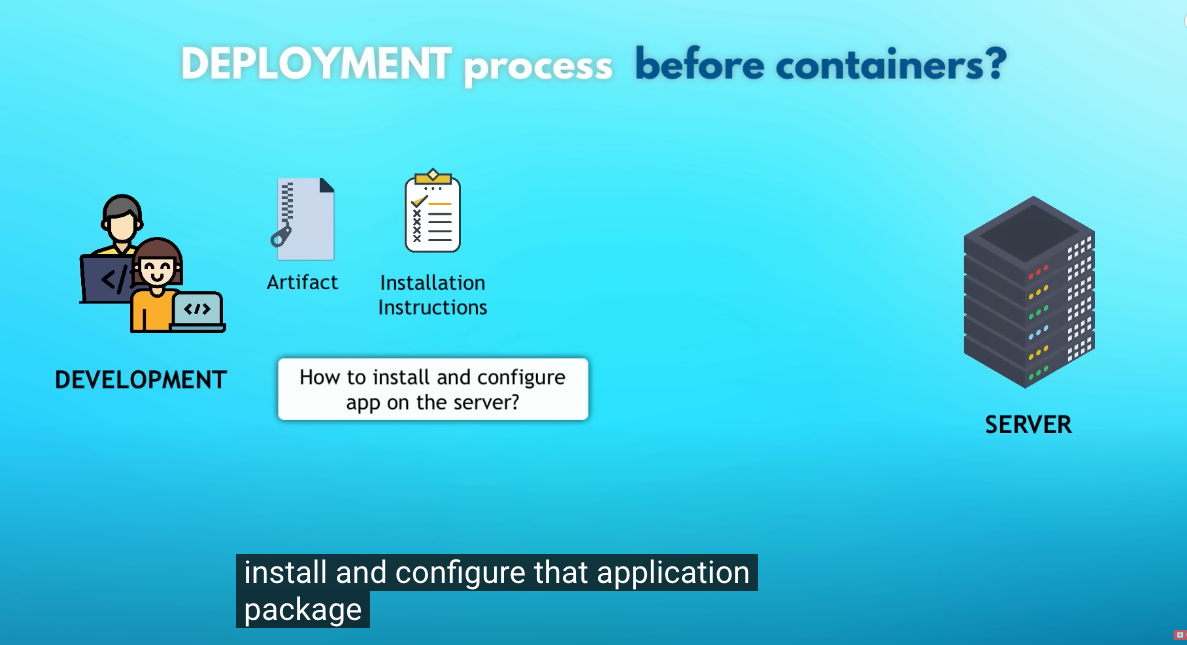 DEPLOYMENT process before containers?
Artifact
Installation
Instructions
DEVELOPMENT
How to install and configure
app on the server?
SERVER
install and configure that application
package